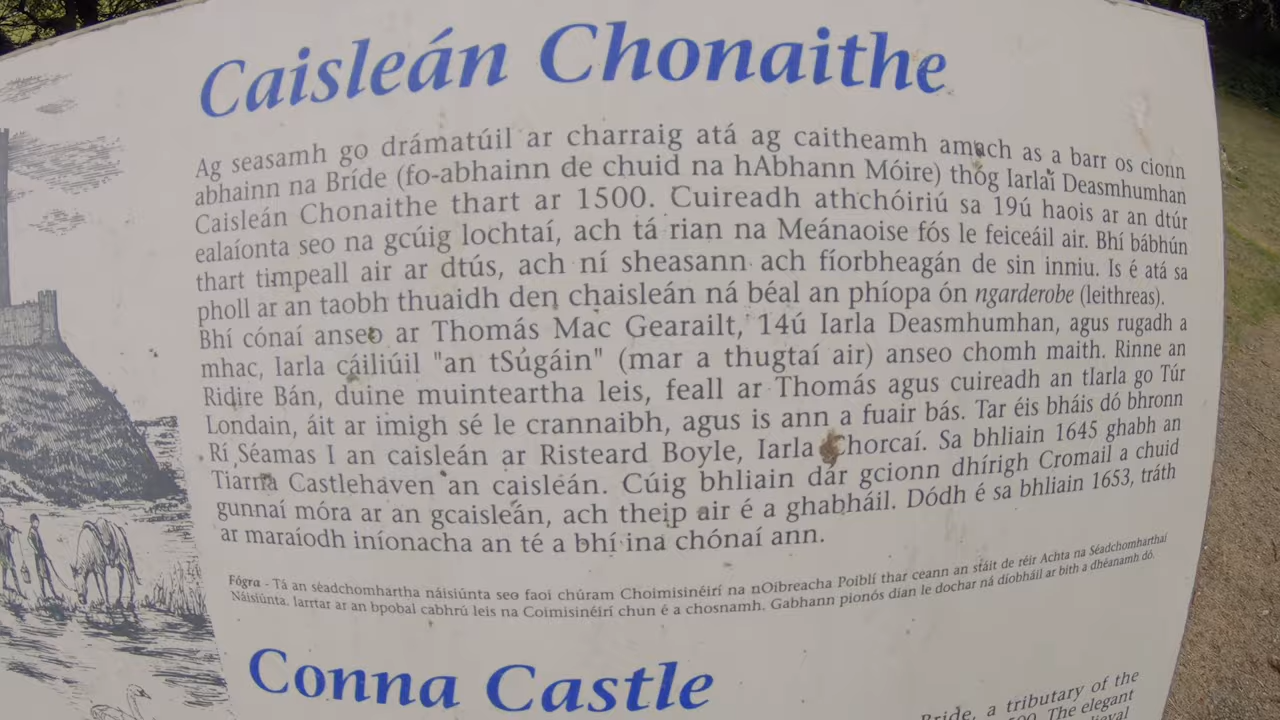 Caisleán Chonaithe
Ag seasamh go drámatúil ar charraig atá ag caitheamh amach as a barr os cionn
abhainn na Bríde (fo-abhainn de chuid na hAbhann Móire) thóg Iarlaí Deasmhumhan
Caisleán Chonaithe thart ar 1500. Cuireadh athchóiriú sa 19ú haois ar an dtúr
ealaíonta seo na gcúig lochtaí, ach tá rian na Meánaoise fós le feiceáil air. Bhí bábhún
thart timpeall air ar dtús, ach ní sheasann ach fíorbheagán de sin inniu. Is é atá sa
pholl ar an taobh thuaidh den chaisleán ná béal an phíopa ón ngarderobe (leithreas).
Bhí cónaí anseo ar Thomás Mac Gearailt, 14ú Iarla Deasmhumhan, agus rugadh a
mhac, Iarla cáiliúil "an tSúgáin" (mar a thugtaí air) anseo chomh maith. Rinne an
Ridire Bán, duine muinteartha leis, feall ar Thomás agus cuireadh an tIarla go Túr
Londain, áit ar imigh sé le crannaibh, agus is ann a fuair bás. Tar éis bháis dó bhronn
Rí Séamas I an caisleán ar Risteard Boyle, Iarla Chorcaí. Sa bhliain 1645 ghabh an
Tiarna Castlehaven an caisleán. Cúig bhliain dár gcionn dhírigh Cromail a chuid
gunnaí móra ar an gcaisleán, ach theip air é a ghabháil. Dódh é sa bhliain 1653, tráth
ar maraíodh iníonacha an té a bhí ina chónaí ann.
Fógra - Tá an séadchomhartha náisiúnta seo faoi chúram Choimisinéirí na nOibreacha Poiblí thar ceann an stáit de réir Achta na Séadchomharthaí
Náisiúnta. Iarrtar ar an bpobal cabhrú leis na Coimisinéirí chun é a chosnamh. Gabhann pionós dian le dochar ná díobháil ar bith a dhéanamh dó.
Conna Castle
Bride, a tributary of the
The elegant